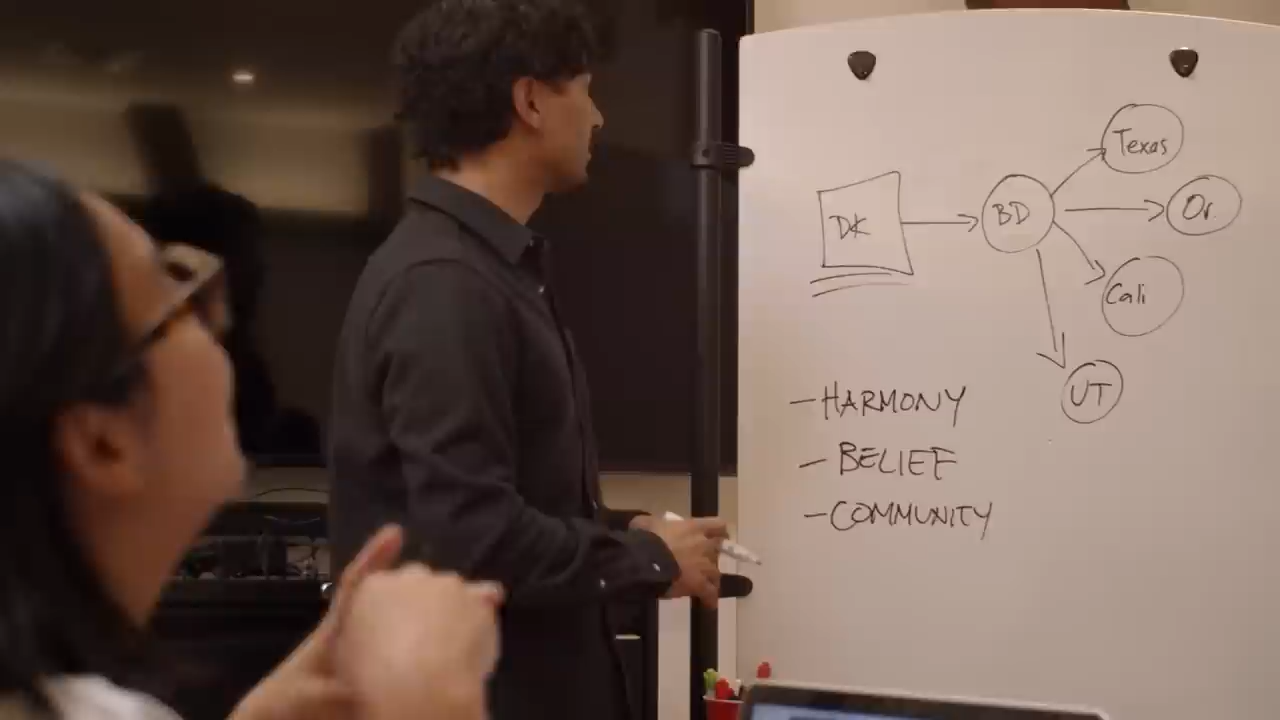 Texas
DK
BD
Or.
Cali
UT
- HARMONY
- BELIEF
- COMMUNITY